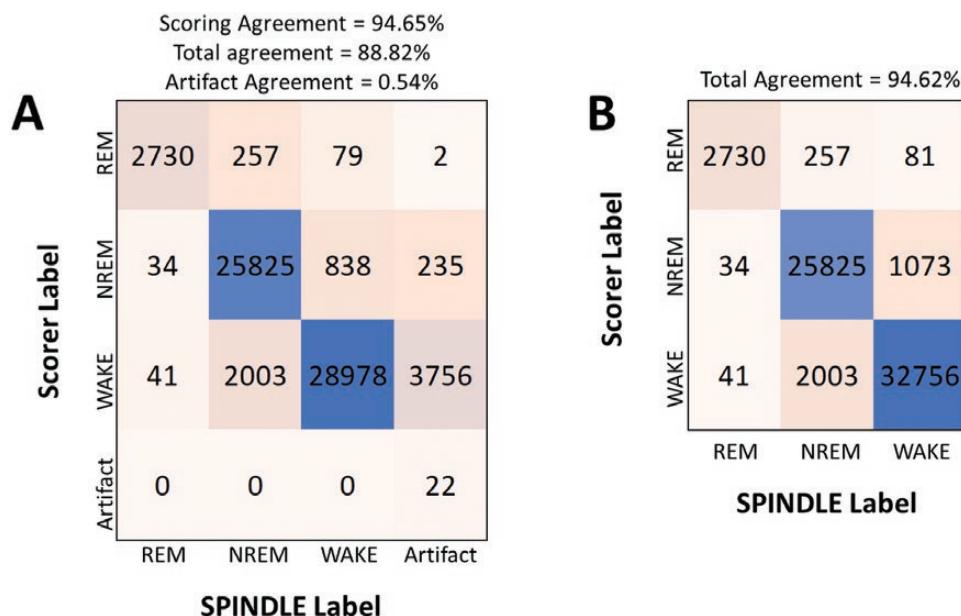 Scoring Agreement = 94.65%
Total agreement = 88.82%
Artifact Agreement = 0.54%
A
Scorer Label
REM
2730 257 79 2
NREM
34 25825 838 235
WAKE
41 2003 28978 3756
Artifact
0 0 0 22
REM NREM WAKE Artifact
SPINDLE Label
Total Agreement = 94.62%
B
Scorer Label
REM
2730 257 81
NREM
34 25825 1073
WAKE
41 2003 32756
REM NREM WAKE
SPINDLE Label